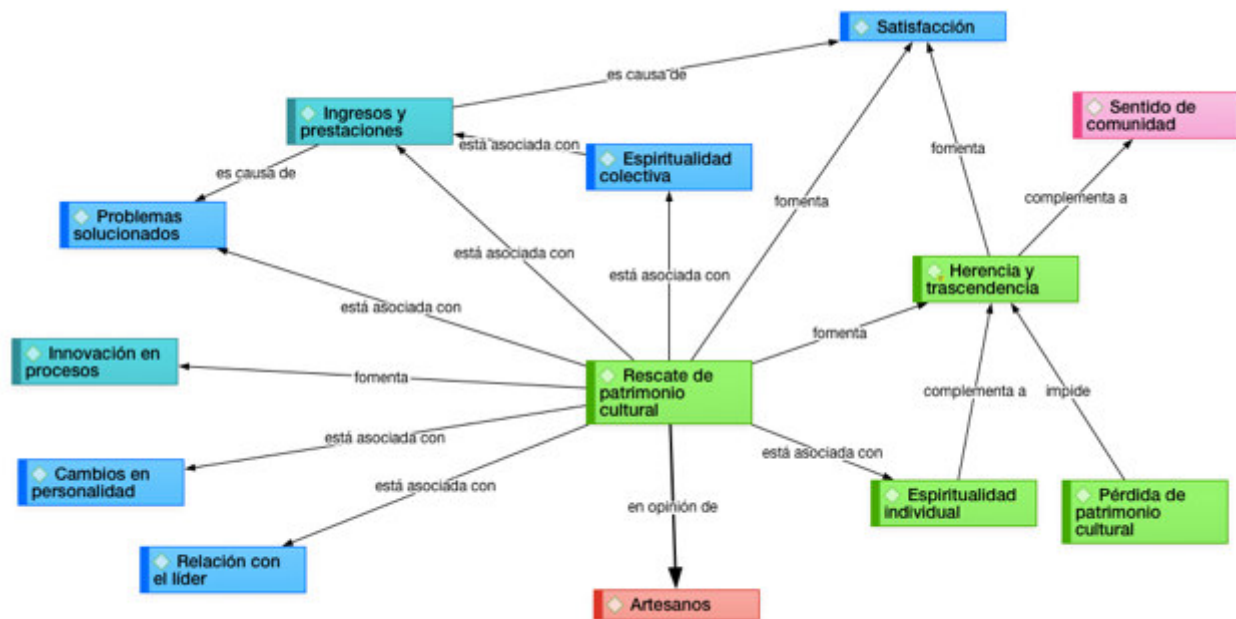 Satisfacción
es causa de
Ingresos y
prestaciones
Sentido de
comunidad
está asociada con
Espiritualidad
colectiva
fomenta
es causa de
fomenta
complementa a
Problemas
solucionados
está asociada con
está asociada con
Herencia y
trascendencia
está asociada con
fomenta
Innovación en
procesos
fomenta
Rescate de
patrimonio
cultural
complementa a
impide
está asociada con
está asociada con
Cambios en
personalidad
está asociada con
Espiritualidad
individual
Pérdida de
patrimonio
cultural
en opinión de
Relación con
el líder
Artesanos